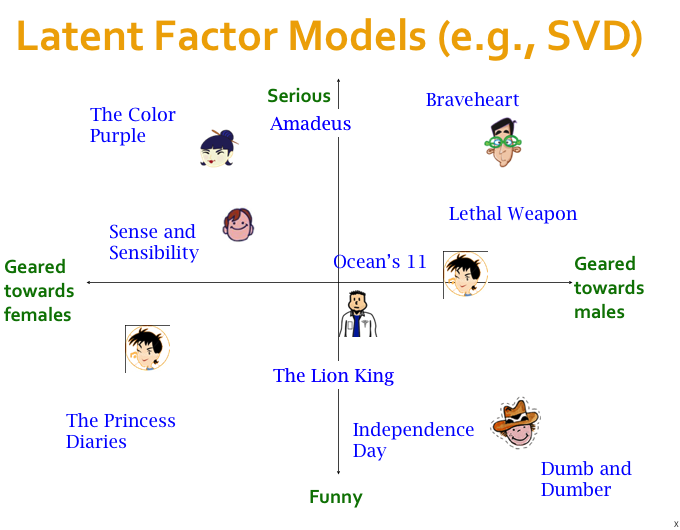 Latent Factor Models (e.g., SVD)
Serious
Braveheart
The Color
Purple
Amadeus
Lethal Weapon
Sense and
Sensibility
Ocean’s 11
Geared
towards
females
Geared
towards
males
The Lion King
The Princess
Diaries
Independence
Day
Dumb and
Dumber
Funny
x